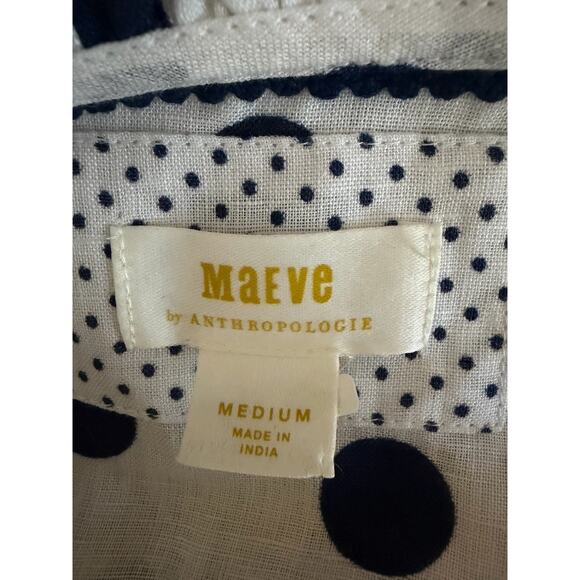 MaEVe
by ANTHROPOLOGIE
MEDIUM
MADE IN
INDIA